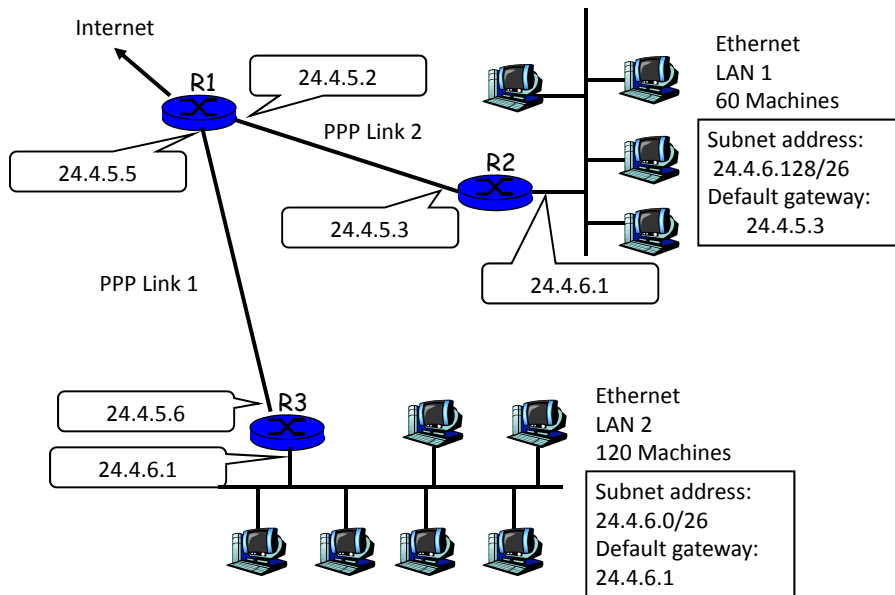 Internet
R1
24.4.5.2
PPP Link 2
24.4.5.5
R2
24.4.5.3
24.4.6.1
Ethernet
LAN 1
60 Machines
Subnet address:
24.4.6.128/26
Default gateway:
24.4.5.3
PPP Link 1
24.4.5.6
R3
24.4.6.1
Ethernet
LAN 2
120 Machines
Subnet address:
24.4.6.0/26
Default gateway:
24.4.6.1